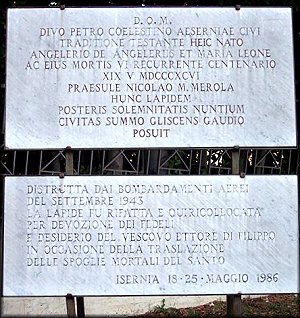 D. O. M.
DIVO PETRO COELESTINO AESERNIAE CIVI
TRADITIONE TESTANTE HEIC NATO
ANGELERIO DE ANGELERUS ET MARIA LEONE
AC EIUS MORTIS VI RECURRENTE CENTENARIO
XIX V MDCCCXCVI
PRAESULE NICOLAO M. MEROLA
HUNC LAPIDEM
POSTERIS SOLEMNITATIS NUNTIUM
CIVITAS SUMMO GLISCENS GAUDIO
POSUIT
DISTRUTTA DAI BOMBARDAMENTI AEREI
DEL SETTEMBRE 1943
LA LAPIDE FU RIFATTA E QUI RICOLLOCATA
PER DEVOZIONE DEI FEDELI
E DESIDERIO DEL VESCOVO ETTORE DI FILIPPO
IN OCCASIONE DELLA TRASLAZIONE
DELLE SPOGLIE MORTALI DEL SANTO
ISERNIA 18-25-MAGGIO 1986